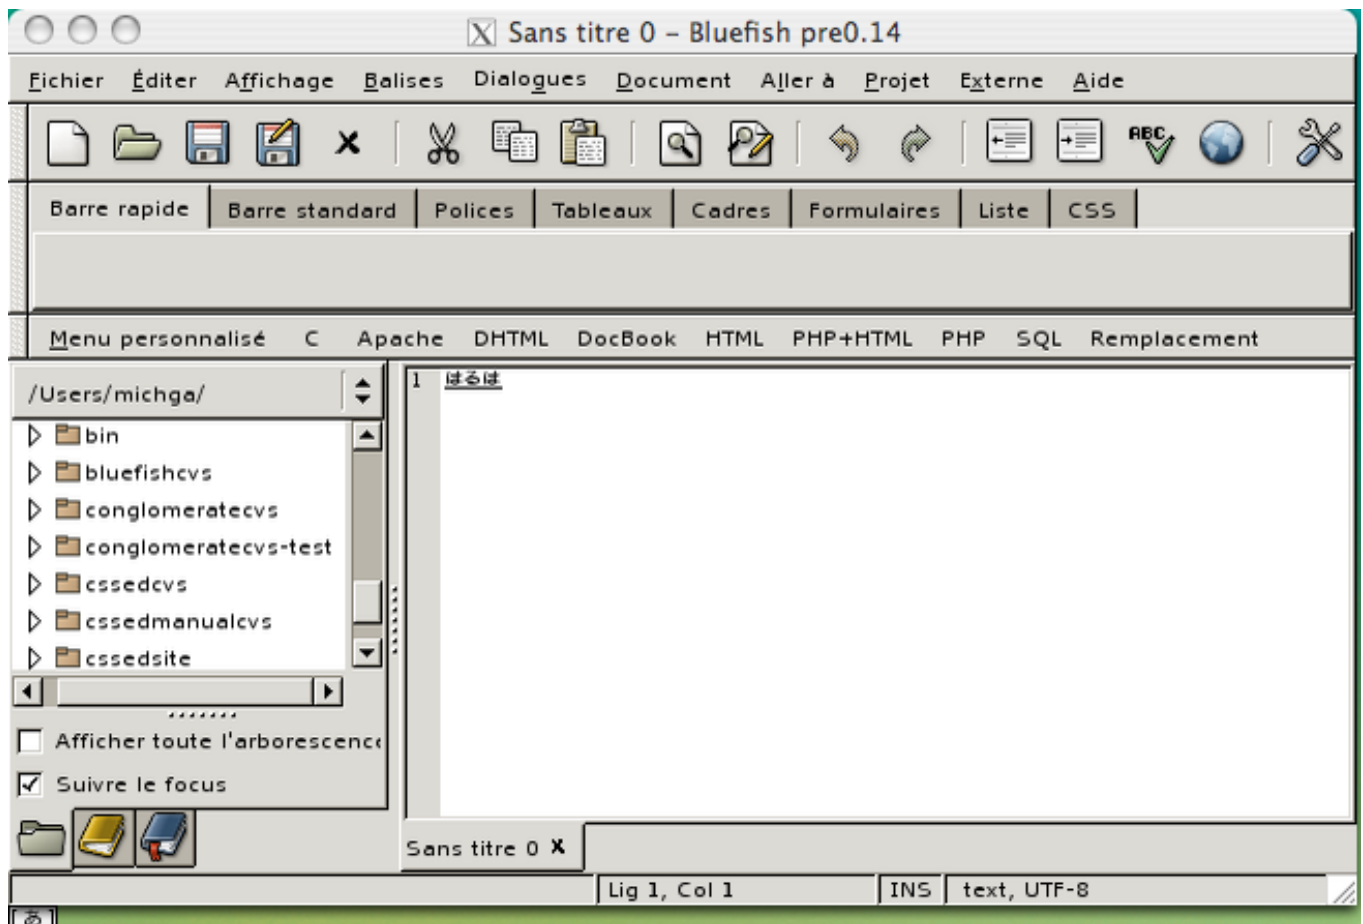 Sans titre 0 – Bluefish pre0.14
Fichier Éditer Affichage Balises Dialogues Document Aller à Projet Externe Aide
ABC
Barre rapide Barre standard Polices Tableaux Cadres Formulaires Liste CSS
Menu personnalisé C Apache DHTML DocBook HTML PHP+HTML PHP SQL Remplacement
/Users/michga/
1 はるは
bin
bluefishcvs
conglomeratecvs
conglomeratecvs-test
cssedcvs
cssedmanualcvs
cssedsite
Afficher toute l'arborescence
Suivre le focus
Sans titre 0
Lig 1, Col 1 INS text, UTF-8
[あ]